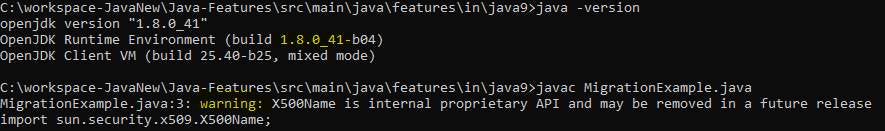 C:\workspace-JavaNew\Java-Features\src\main\java\features\in\java9>java -version
openjdk version "1.8.0_41"
OpenJDK Runtime Environment (build 1.8.0_41-b04)
OpenJDK Client VM (build 25.40-b25, mixed mode)
C:\workspace-JavaNew\Java-Features\src\main\java\features\in\java9>javac MigrationExample.java
MigrationExample.java:3: warning: X500Name is internal proprietary API and may be removed in a future release
import sun.security.x509.X500Name;